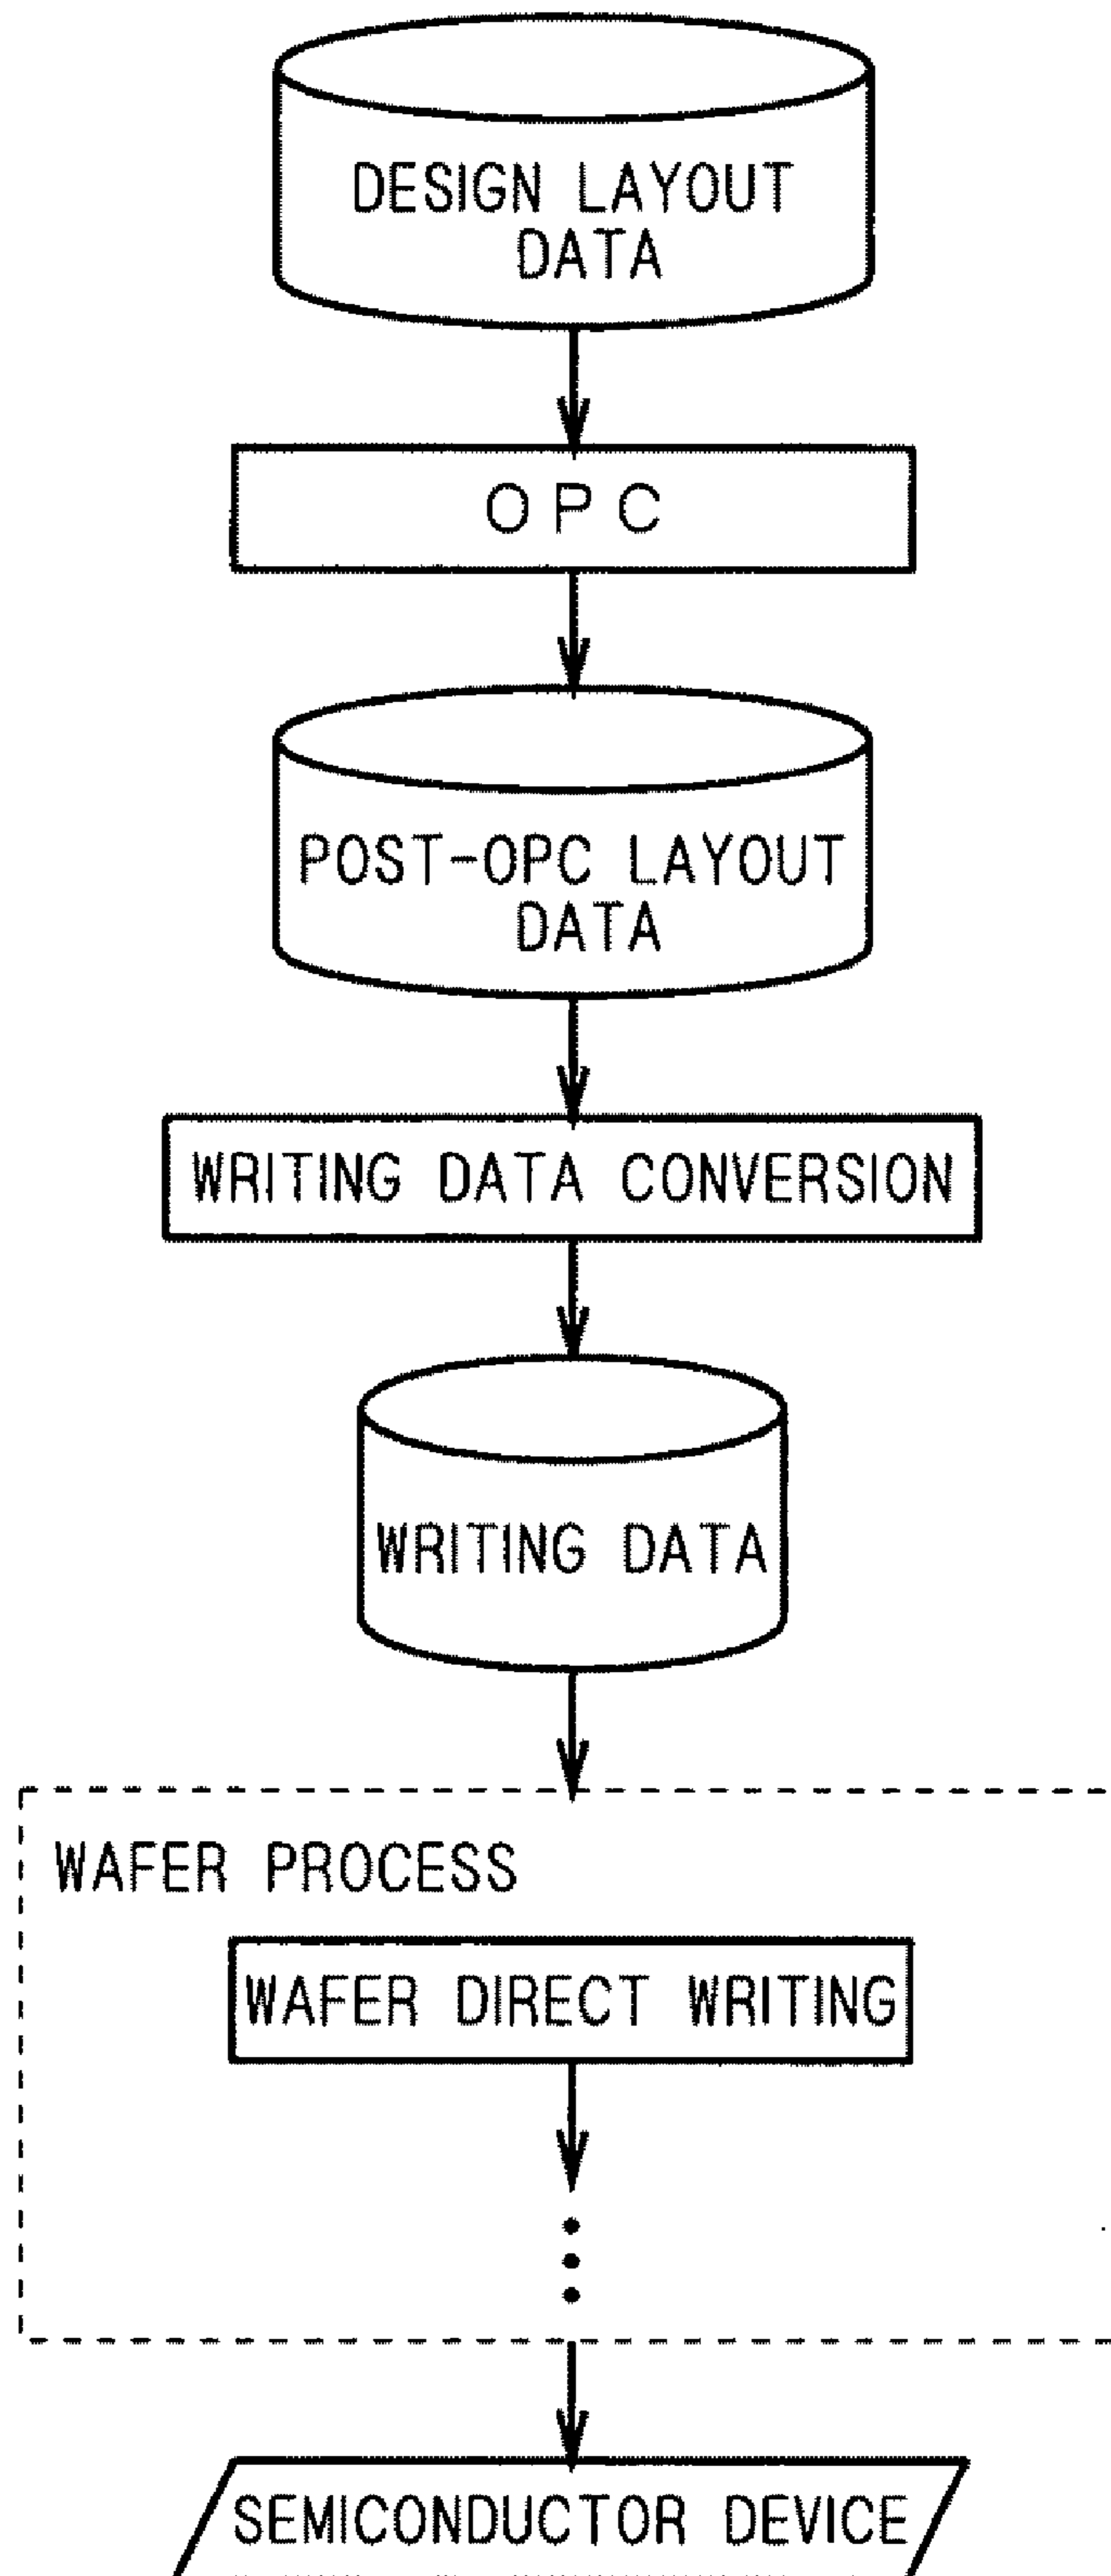 DESIGN LAYOUT
DATA
OPC
POST-OPC LAYOUT
DATA
WRITING DATA CONVERSION
WRITING DATA
WAFER PROCESS
WAFER DIRECT WRITING
SEMICONDUCTOR DEVICE